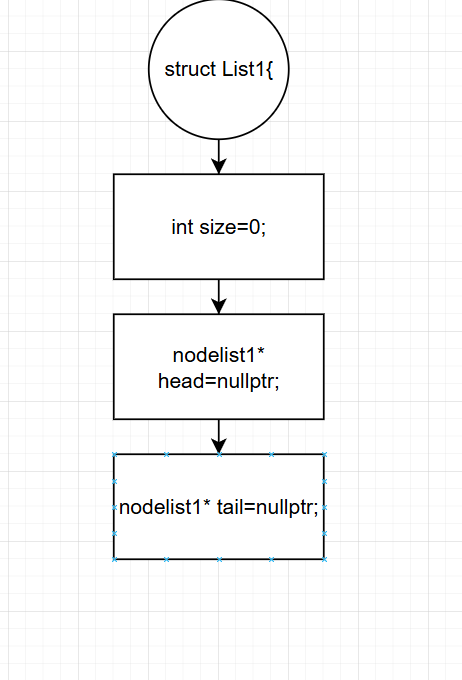 struct List1{
int size=0;
nodelist1*
head=nullptr;
nodelist1* tail=nullptr;